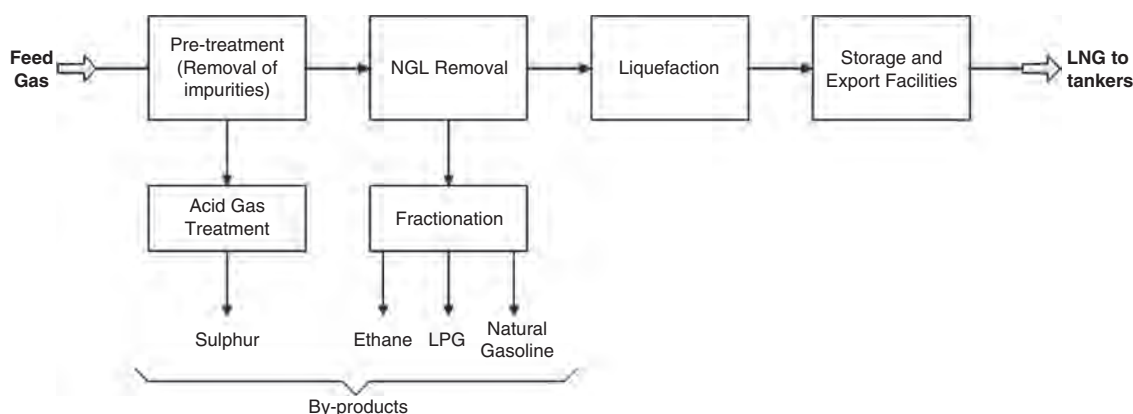 Feed
Gas
Pre-treatment
(Removal of
impurities)
NGL Removal
Liquefaction
Storage and
Export Facilities
LNG to
tankers
Acid Gas
Treatment
Fractionation
Sulphur
Ethane
LPG
Natural
Gasoline
By-products